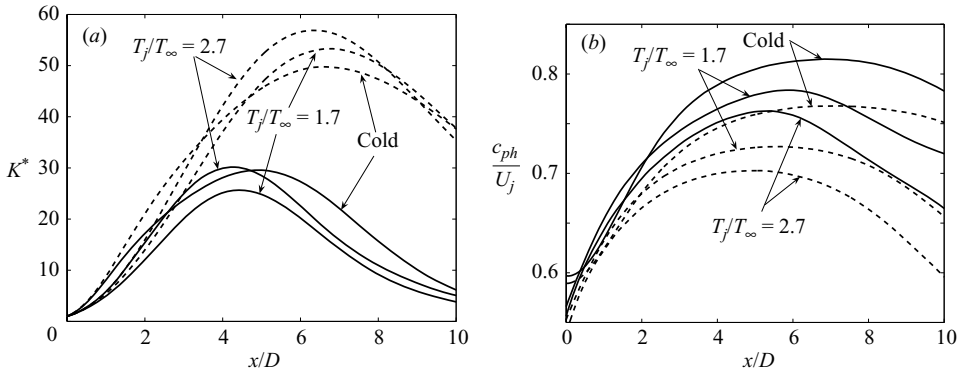 (a)
60
50
40
30
20
10
0
K*
T_j/T_∞ = 2.7
T_j/T_∞ = 1.7
Cold
0 2 4 6 8 10
x/D
(b)
0.8
0.7
0.6
c_ph
U_j
Cold
T_j/T_∞ = 1.7
T_j/T_∞ = 2.7
0 2 4 6 8 10
x/D